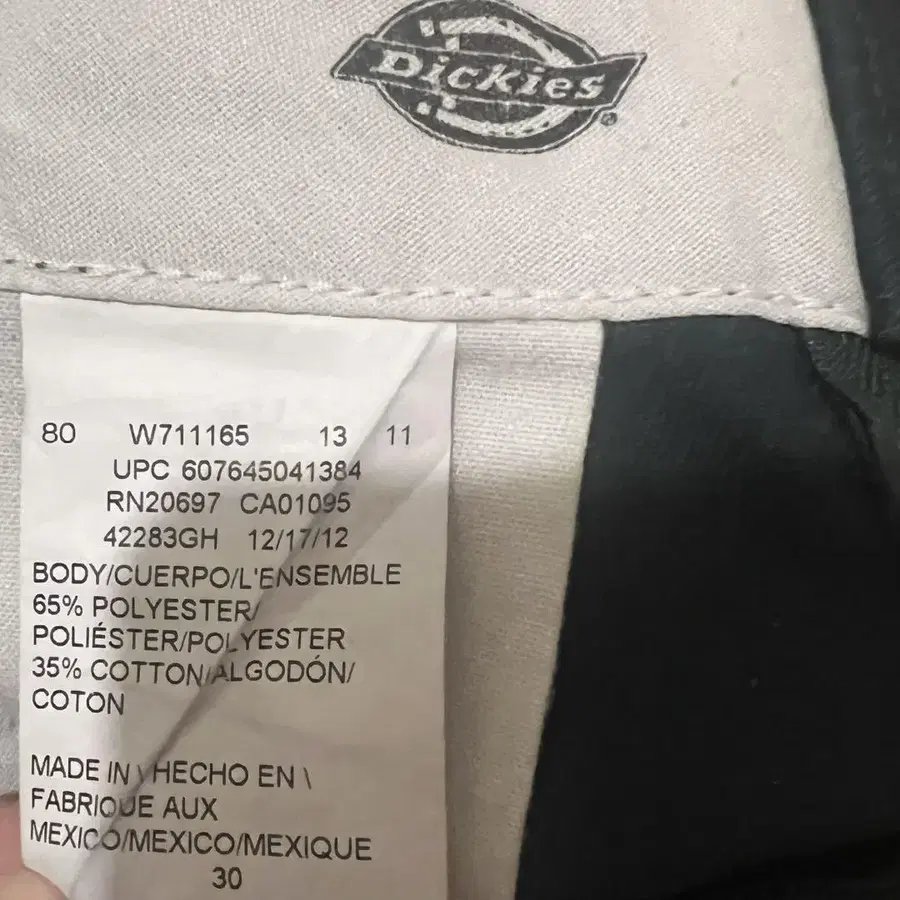 Dickies®
80 W711165 13 11
UPC 607645041384
RN20697 CA01095
42283GH 12/17/12
BODY/CUERPO/L'ENSEMBLE
65% POLYESTER/
POLIÉSTER/POLYESTER
35% COTTON/ALGODÓN/
COTON
MADE IN \ HECHO EN \
FABRIQUE AUX
MEXICO/MEXICO/MEXIQUE
30